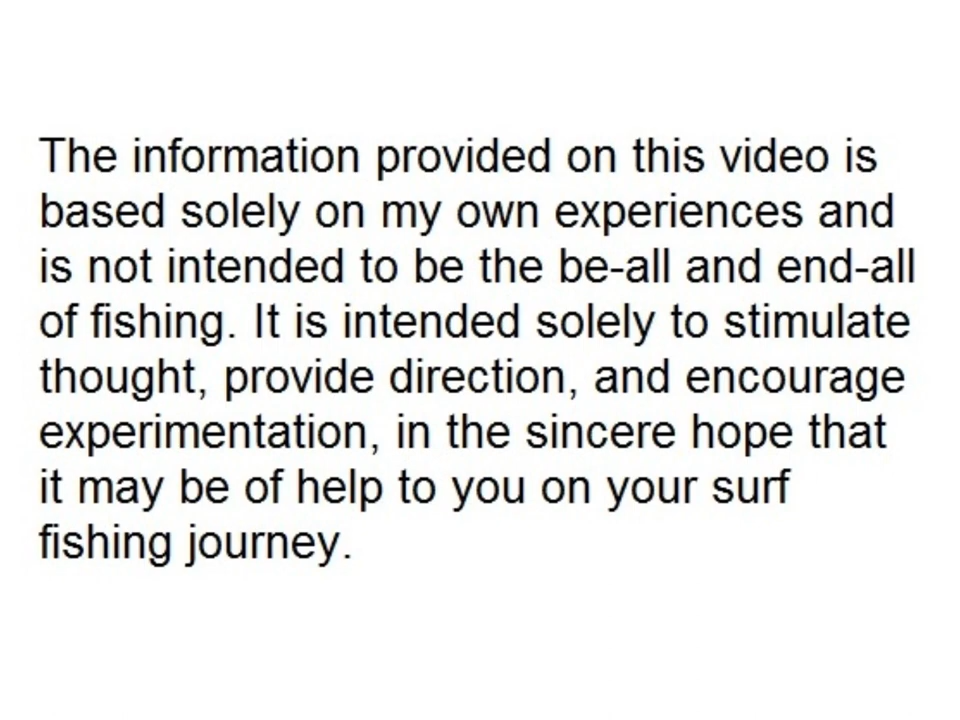 The information provided on this video is
based solely on my own experiences and
is not intended to be the be-all and end-all
of fishing. It is intended solely to stimulate
thought, provide direction, and encourage
experimentation, in the sincere hope that
it may be of help to you on your surf
fishing journey.